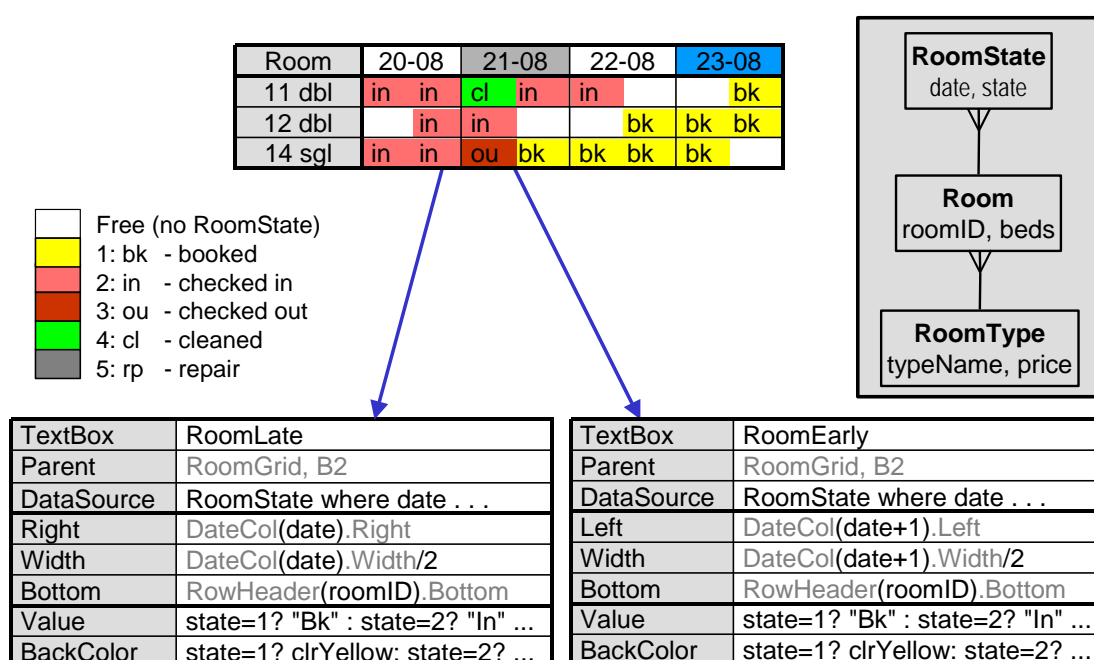 Room 20-08 21-08 22-08 23-08
11 dbl in in cl in in bk
12 dbl in in bk bk bk
14 sgl in in ou bk bk bk bk
RoomState
date, state
Room
roomID, beds
RoomType
typeName, price
Free (no RoomState)
1: bk - booked
2: in - checked in
3: ou - checked out
4: cl - cleaned
5: rp - repair
TextBox RoomLate
Parent RoomGrid, B2
DataSource RoomState where date . . .
Right DateCol(date).Right
Width DateCol(date).Width/2
Bottom RowHeader(roomID).Bottom
Value state=1? "Bk" : state=2? "In" ...
BackColor state=1? clrYellow: state=2? ...
TextBox RoomEarly
Parent RoomGrid, B2
DataSource RoomState where date . . .
Left DateCol(date+1).Left
Width DateCol(date+1).Width/2
Bottom RowHeader(roomID).Bottom
Value state=1? "Bk" : state=2? "In" ...
BackColor state=1? clrYellow: state=2? ...